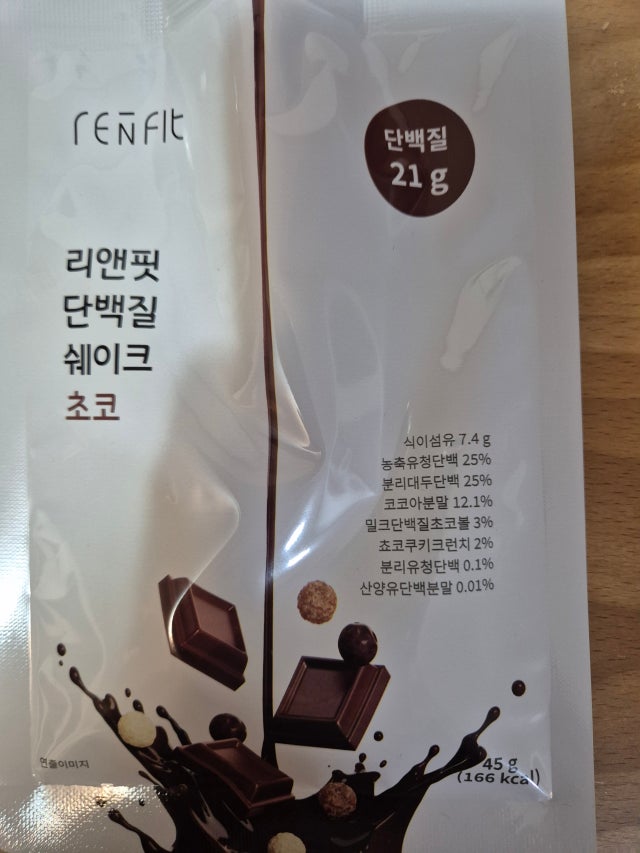 RENFIT
단백질
21 g
리앤핏
단백질
쉐이크
초코
식이섬유 7.4 g
농축유청단백 25%
분리대두단백 25%
코코아분말 12.1%
밀크단백질초코볼 3%
쵸코쿠키크런치 2%
분리유청단백 0.1%
산양유단백분말 0.01%
연출이미지
45 g
(166 kcal)